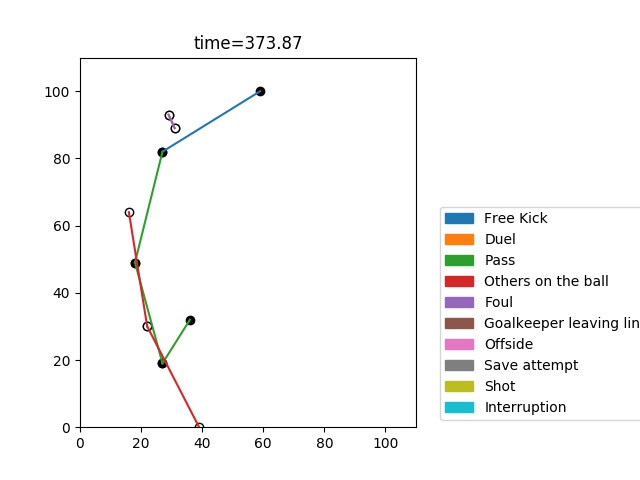 time=373.87
100
80
60
40
20
0
0 20 40 60 80 100
Free Kick
Duel
Pass
Others on the ball
Foul
Goalkeeper leaving lin
Offside
Save attempt
Shot
Interruption